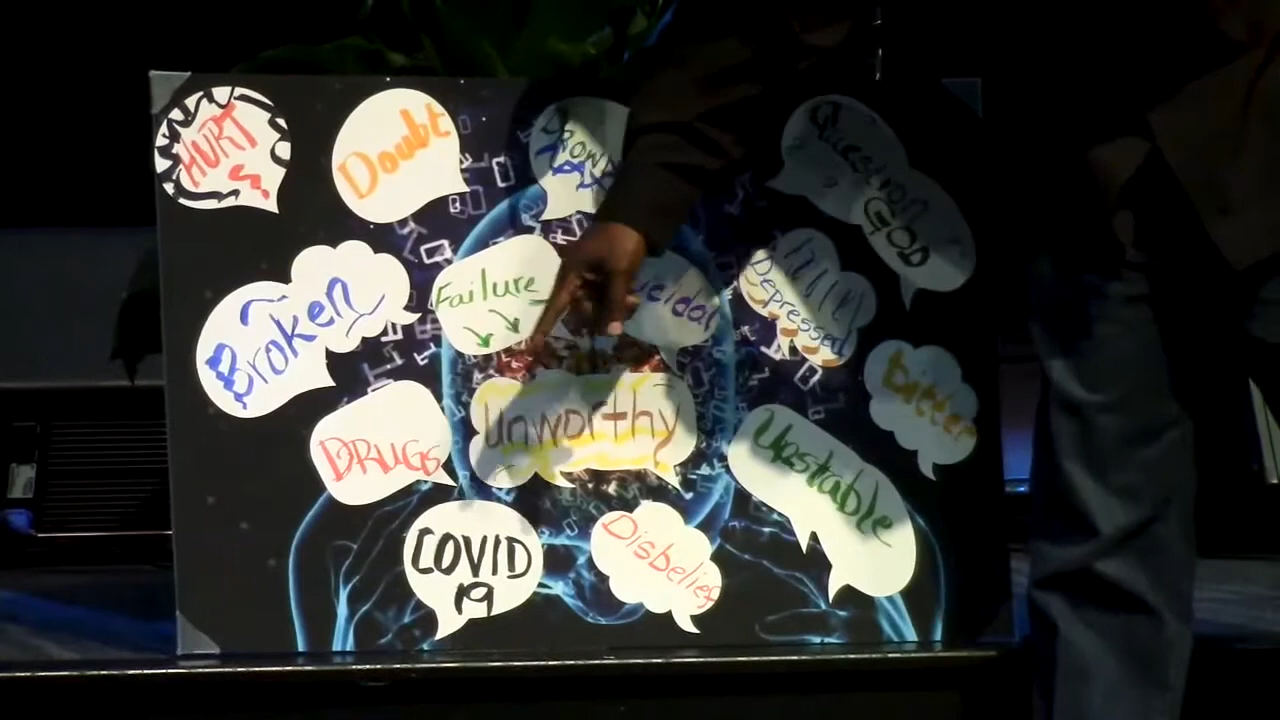 HURT
Doubt
Question
GOD
Failure
Depressed
Broken
Bitter
Unworthy
DRUGS
Unstable
COVID
19
Disbelief